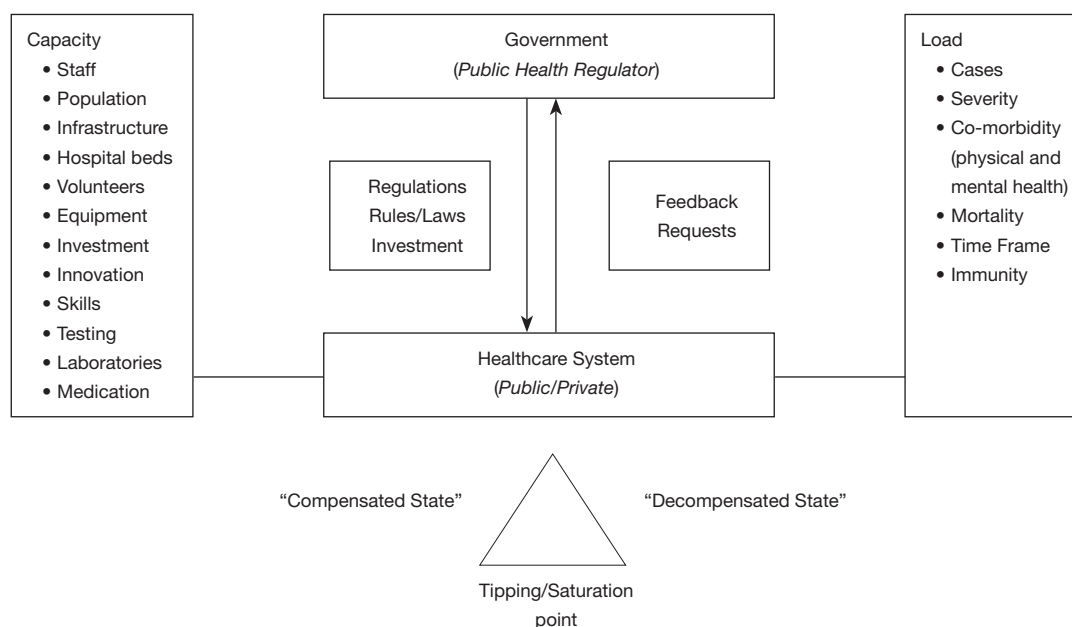 Capacity
• Staff
• Population
• Infrastructure
• Hospital beds
• Volunteers
• Equipment
• Investment
• Innovation
• Skills
• Testing
• Laboratories
• Medication
Government
(Public Health Regulator)
Regulations
Rules/Laws
Investment
Feedback
Requests
Healthcare System
(Public/Private)
Load
• Cases
• Severity
• Co-morbidity
(physical and
mental health)
• Mortality
• Time Frame
• Immunity
“Compensated State”
“Decompensated State”
Tipping/Saturation
point